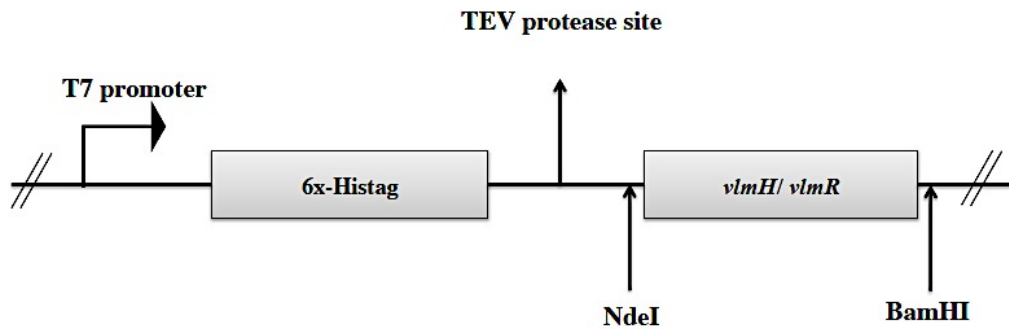 TEV protease site
T7 promoter
6x-Histag
vlmH/ vlmR
NdeI
BamHI